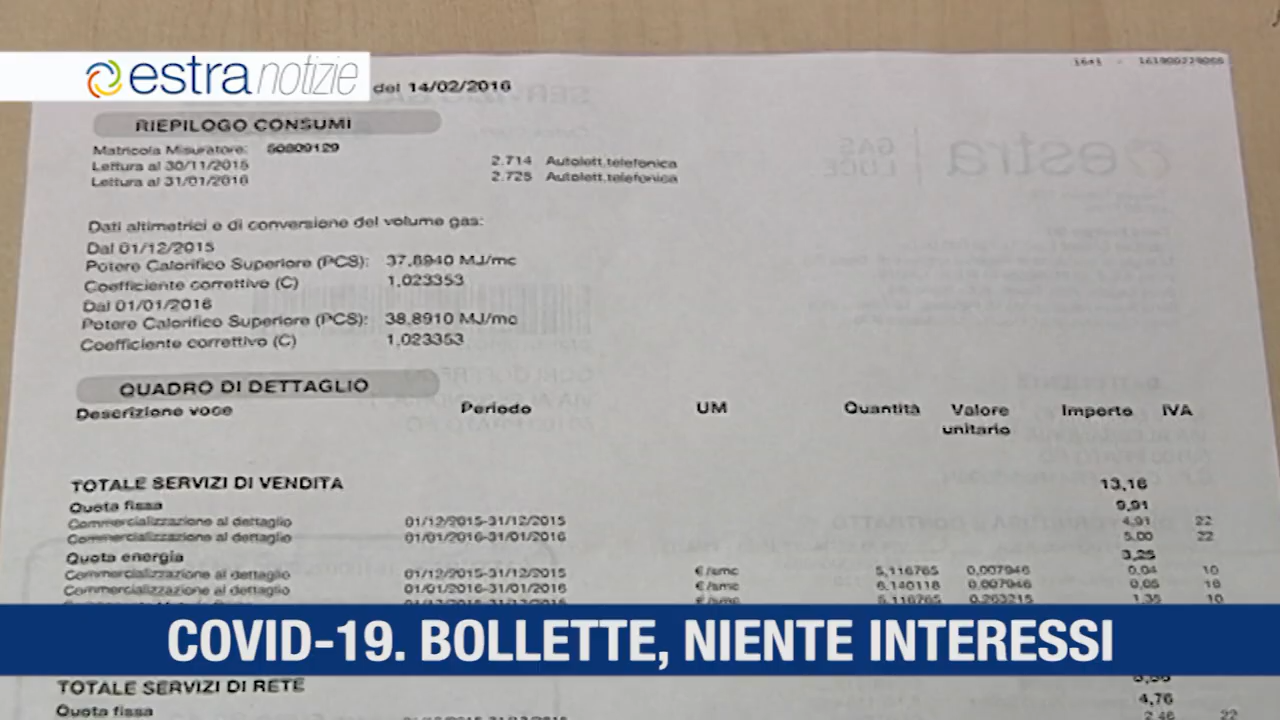 estra notizie
del 14/02/2016
RIEPILOGO CONSUMI
Matricola Misuratore: 50809129
Lettura al 30/11/2015 2.714 Autolett.telefonica
Lettura al 31/01/2016 2.725 Autolett.telefonica
Dati altimetrici e di conversione del volume gas:
Dal 01/12/2015
Potere Calorifico Superiore (PCS): 37,8940 MJ/mc
Coefficiente correttivo (C) 1,023353
Dal 01/01/2016
Potere Calorifico Superiore (PCS): 38,8910 MJ/mc
Coefficiente correttivo (C) 1,023353
QUADRO DI DETTAGLIO
Descrizione voce Periodo UM Quantità Valore unitario Importo IVA
TOTALE SERVIZI DI VENDITA 13,16
Quota fissa 9,91
Commercializzazione al dettaglio 01/12/2015-31/12/2015 4,91 22
Commercializzazione al dettaglio 01/01/2016-31/01/2016 5,00 22
Quota energia 3,25
Commercializzazione al dettaglio 01/12/2015-31/12/2015 €/smc 5,116765 0,007946 0,04 10
Commercializzazione al dettaglio 01/01/2016-31/01/2016 €/smc 6,140118 0,007946 0,05 10
COVID-19. BOLLETTE, NIENTE INTERESSI
TOTALE SERVIZI DI RETE
Quota fissa 4,76